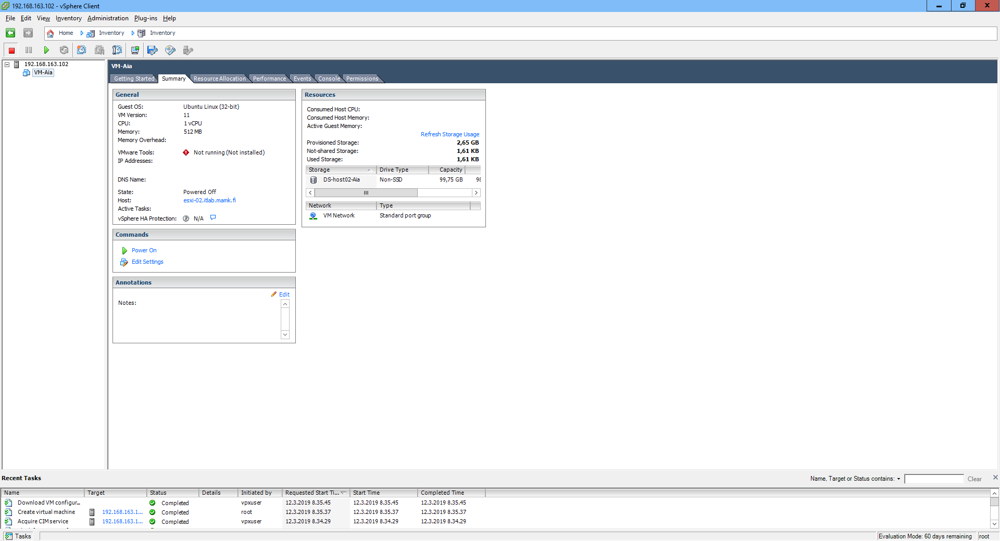 192.168.163.102 - vSphere Client
File Edit View Inventory Administration Plug-ins Help
Home Inventory Inventory
192.168.163.102
VM-Aia
VM-Aia
Getting Started Summary Resource Allocation Performance Events Console Permissions
General
Guest OS: Ubuntu Linux (32-bit)
VM Version: 11
CPU: 1 vCPU
Memory: 512 MB
Memory Overhead:
VMware Tools: Not running (Not installed)
IP Addresses:
DNS Name:
State: Powered Off
Host: esxi-02.itlab.mamk.fi
Active Tasks:
vSphere HA Protection: N/A
Commands
Power On
Edit Settings
Annotations
Edit
Notes:
Resources
Consumed Host CPU:
Consumed Host Memory:
Active Guest Memory:
Refresh Storage Usage
Provisioned Storage: 2,65 GB
Not-shared Storage: 1,61 KB
Used Storage: 1,61 KB
Storage Drive Type Capacity
DS-host02-Aia Non-SSD 99,75 GB
Network Type
VM Network Standard port group
Recent Tasks
Name, Target or Status contains: Clear
Name Target Status Details Initiated by Requested Start Ti... Start Time Completed Time
Download VM configur... Completed vpxuser 12.3.2019 8.35.45 12.3.2019 8.35.45 12.3.2019 8.35.45
Create virtual machine 192.168.163.1... Completed root 12.3.2019 8.35.37 12.3.2019 8.35.37 12.3.2019 8.35.37
Acquire CIM service 192.168.163.1... Completed vpxuser 12.3.2019 8.34.29 12.3.2019 8.34.29 12.3.2019 8.34.29
Tasks
Evaluation Mode: 60 days remaining root